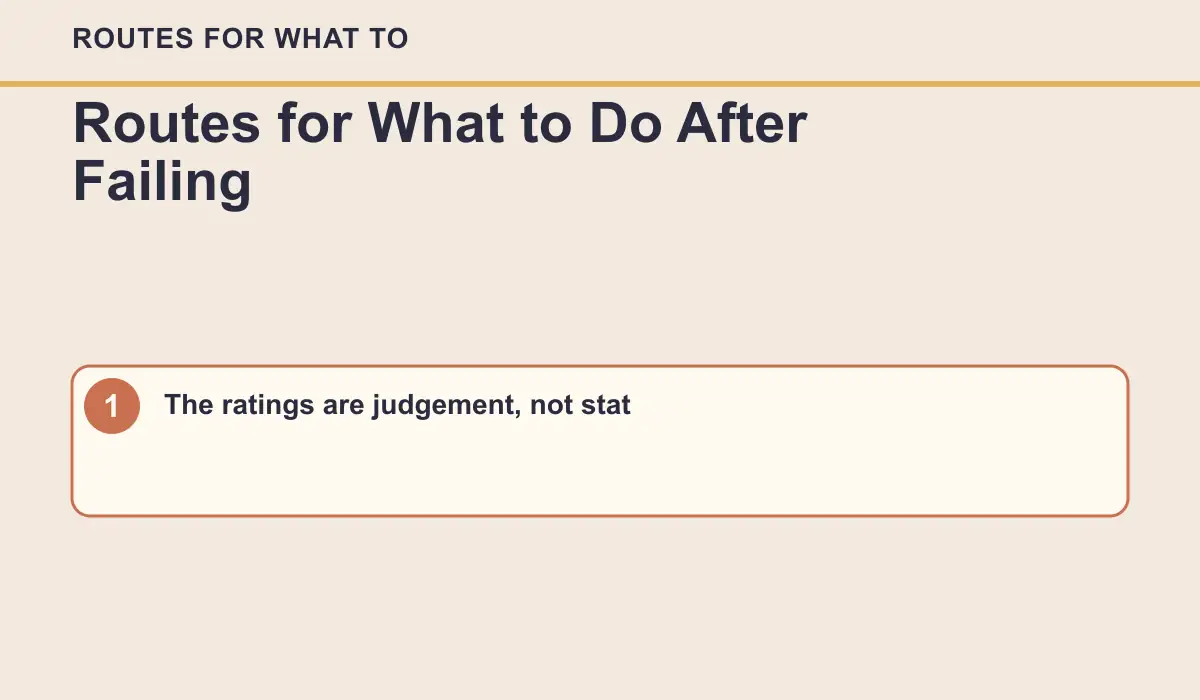 ROUTES FOR WHAT TO
Routes for What to Do After
Failing
1
The ratings are judgement, not stat